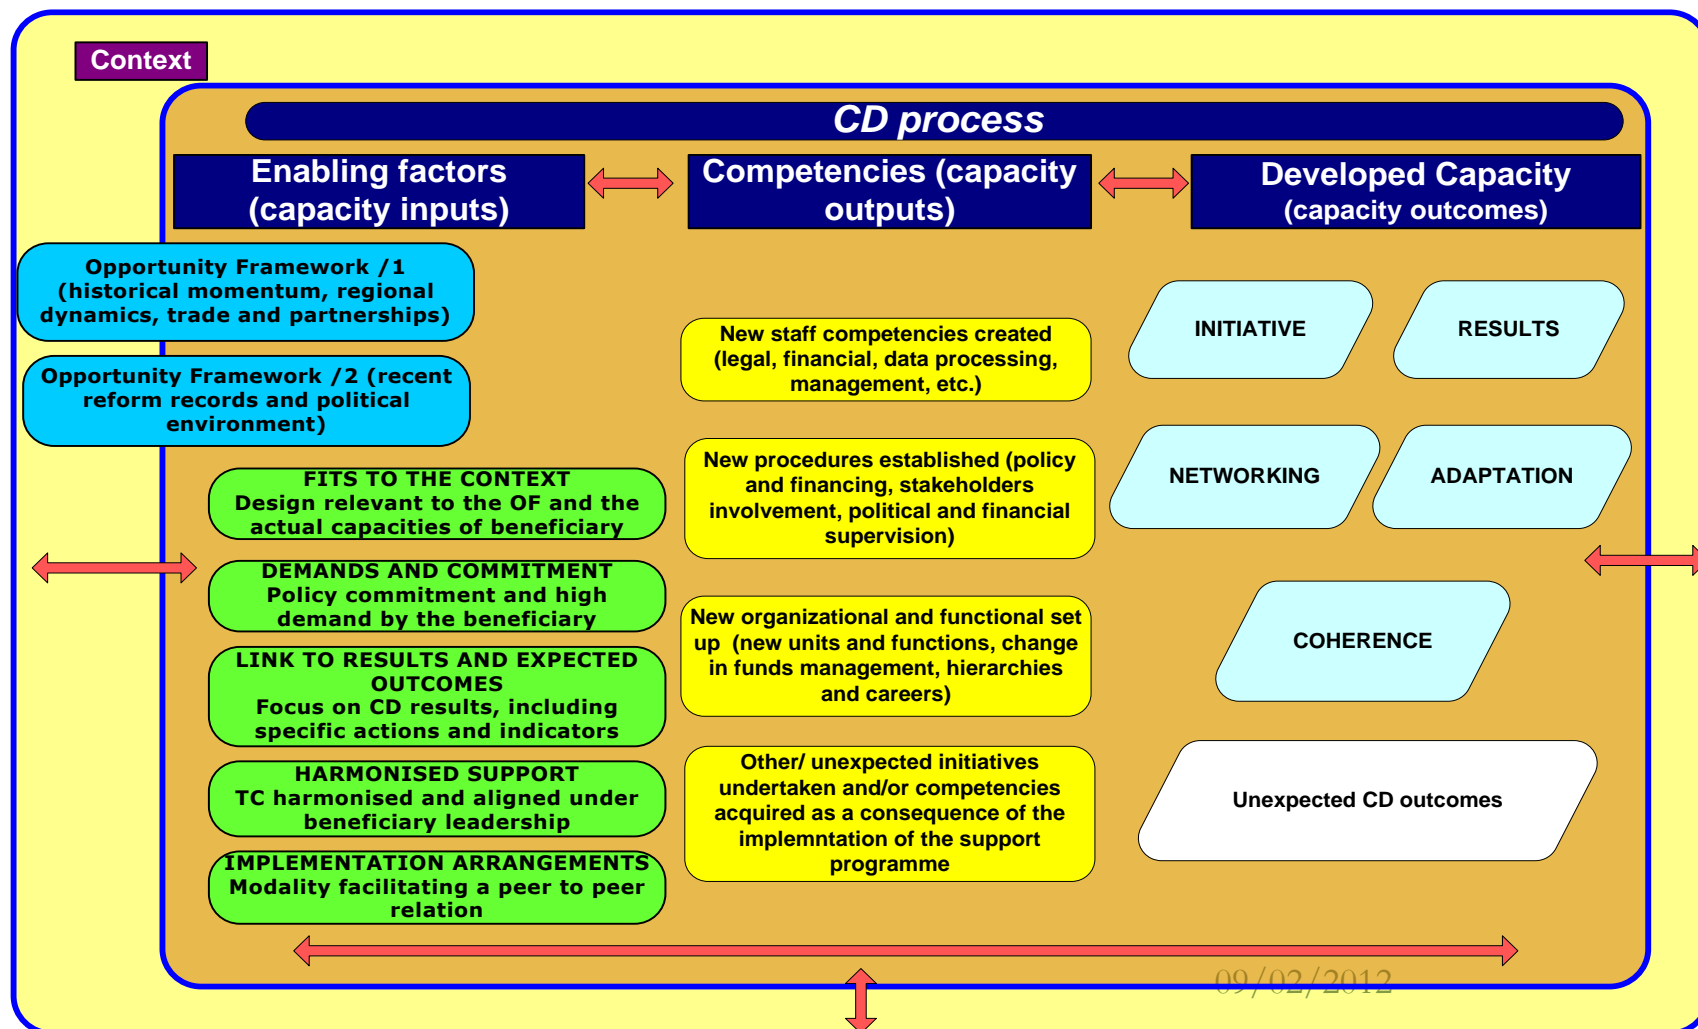 Context
CD process
Enabling factors
(capacity inputs)
Competencies (capacity
outputs)
Developed Capacity
(capacity outcomes)
Opportunity Framework /1
(historical momentum, regional
dynamics, trade and partnerships)
Opportunity Framework /2 (recent
reform records and political
environment)
FITS TO THE CONTEXT
Design relevant to the OF and the
actual capacities of beneficiary
DEMANDS AND COMMITMENT
Policy commitment and high
demand by the beneficiary
LINK TO RESULTS AND EXPECTED
OUTCOMES
Focus on CD results, including
specific actions and indicators
HARMONISED SUPPORT
TC harmonised and aligned under
beneficiary leadership
IMPLEMENTATION ARRANGEMENTS
Modality facilitating a peer to peer
relation
New staff competencies created
(legal, financial, data processing,
management, etc.)
New procedures established (policy
and financing, stakeholders
involvement, political and financial
supervision)
New organizational and functional set
up  (new units and functions, change
in funds management, hierarchies
and careers)
Other/ unexpected initiatives
undertaken and/or competencies
acquired as a consequence of the
implemntation of the support
programme
INITIATIVE
RESULTS
NETWORKING
ADAPTATION
COHERENCE
Unexpected CD outcomes
09/02/2012